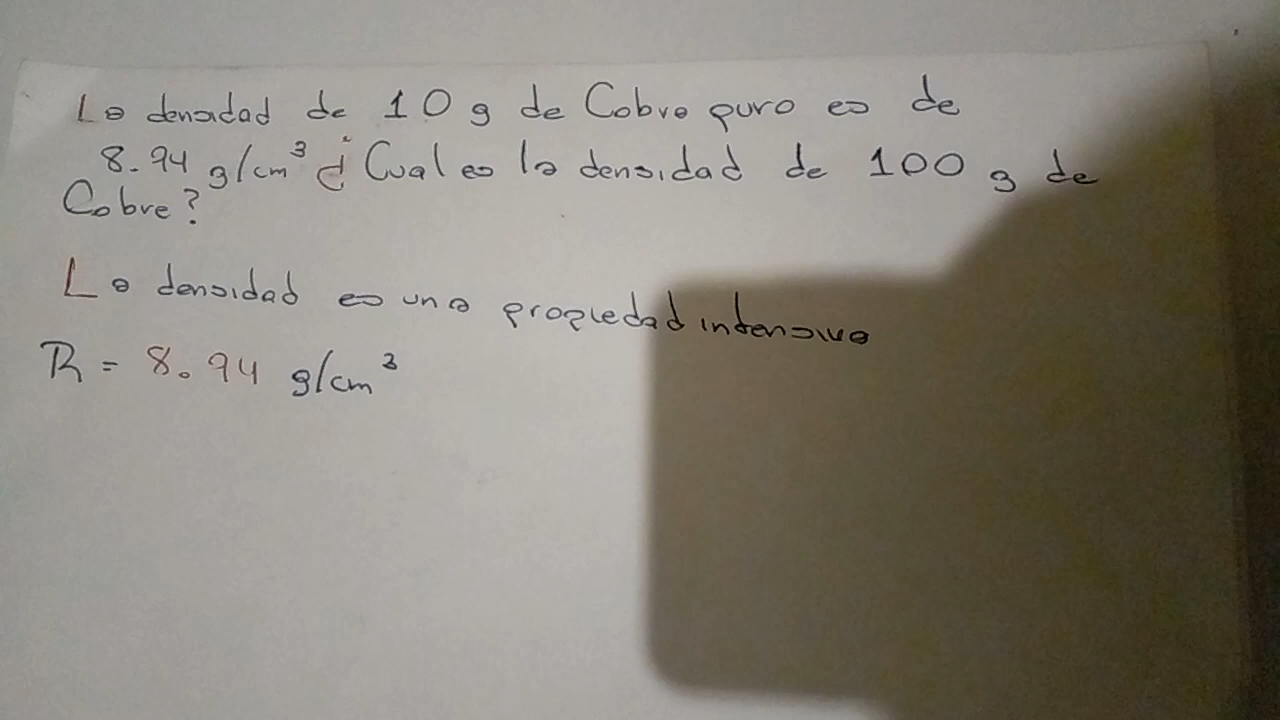 La densidad de 10 g de Cobre puro es de
8.94 g/cm³ ¿ Cual es la densidad de 100 g de
Cobre?
La densidad es una propiedad intensiva
R = 8.94 g/cm³